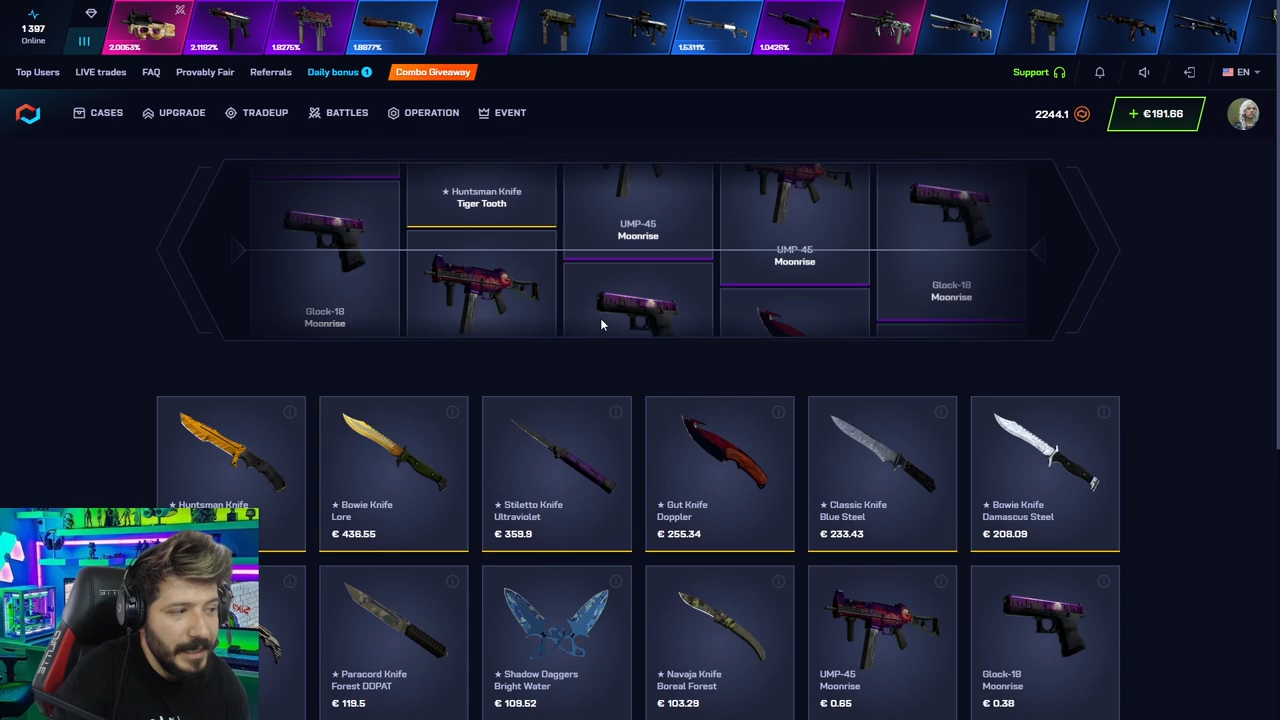 1 397
Online
2.0053%
2.1182%
1.8275%
1.8877%
1.5311%
1.0426%
Top Users
LIVE trades
FAQ
Provably Fair
Referrals
Daily bonus 1
Combo Giveaway
Support
EN
CASES
UPGRADE
TRADEUP
BATTLES
OPERATION
EVENT
2244.1
+ €191.66
Glock-18
Moonrise
★ Huntsman Knife
Tiger Tooth
UMP-45
Moonrise
UMP-45
Moonrise
Glock-18
Moonrise
★ Huntsman Knife
★ Bowie Knife
Lore
€ 436.55
★ Stiletto Knife
Ultraviolet
€ 359.9
★ Gut Knife
Doppler
€ 255.34
★ Classic Knife
Blue Steel
€ 233.43
★ Bowie Knife
Damascus Steel
€ 208.09
★ Paracord Knife
Forest DDPAT
€ 119.5
★ Shadow Daggers
Bright Water
€ 109.52
★ Navaja Knife
Boreal Forest
€ 103.29
UMP-45
Moonrise
€ 0.65
Glock-18
Moonrise
€ 0.38